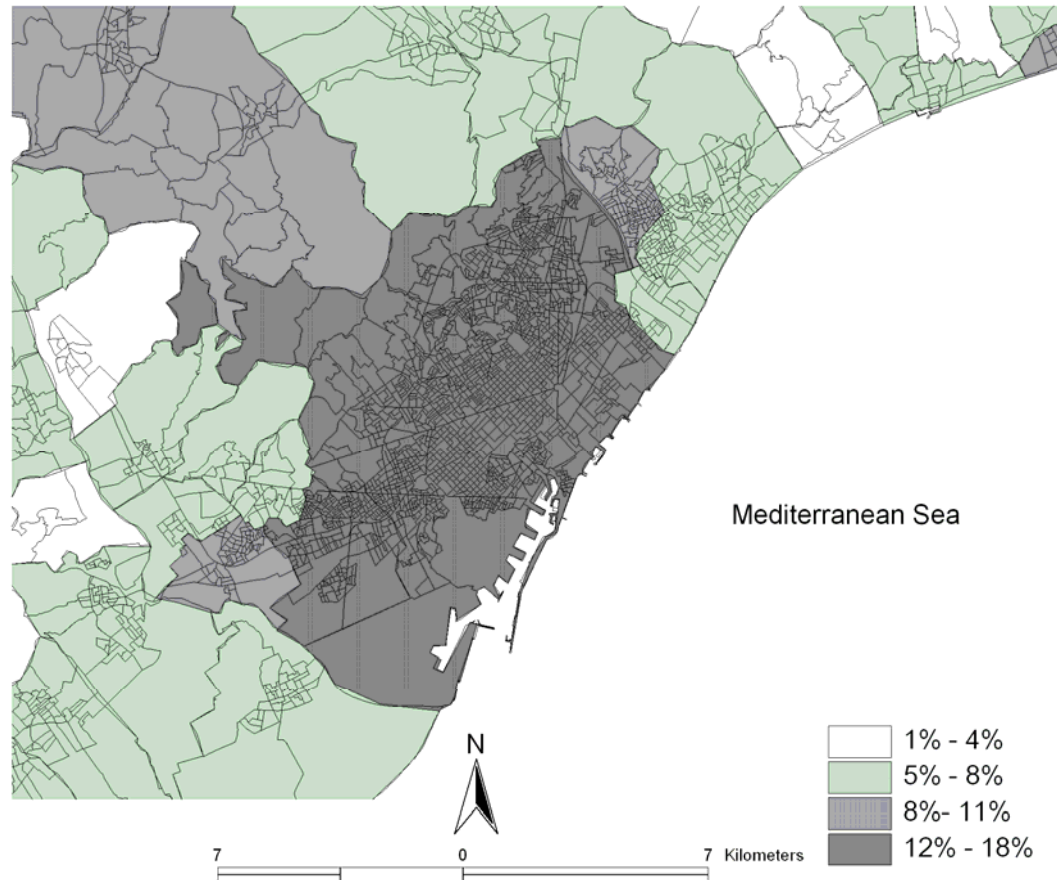 Mediterranean Sea
N
1% - 4%
5% - 8%
8%- 11%
12% - 18%
7 0 7 Kilometers